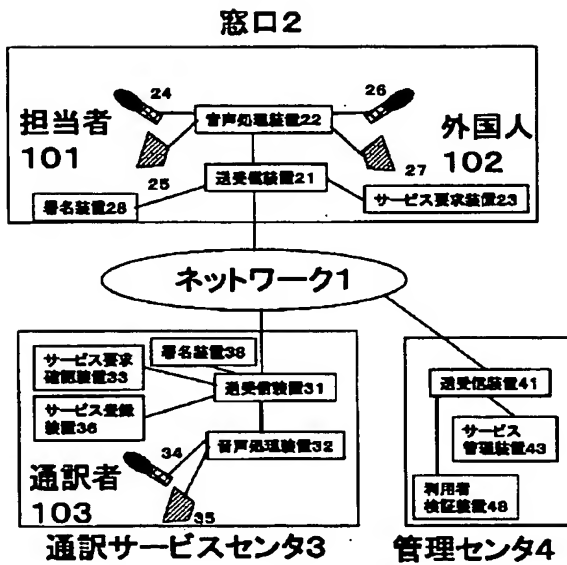 窓口2
24
26
担当者
101
音声処理装置22
外国人
102
25
送受信装置21
27
署名装置28
サービス要求装置23
ネットワーク1
サービス要求
確認装置33
署名装置38
送受信装置31
サービス登録
装置36
音声処理装置32
34
通訳者
103
35
通訳サービスセンタ3
送受信装置41
サービス
管理装置43
利用者
検証装置48
管理センタ4